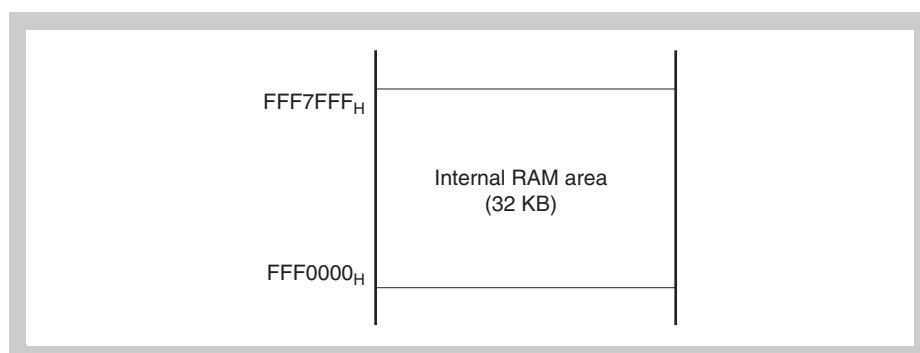 FFF7FFFH
Internal RAM area
(32 KB)
FFF0000H